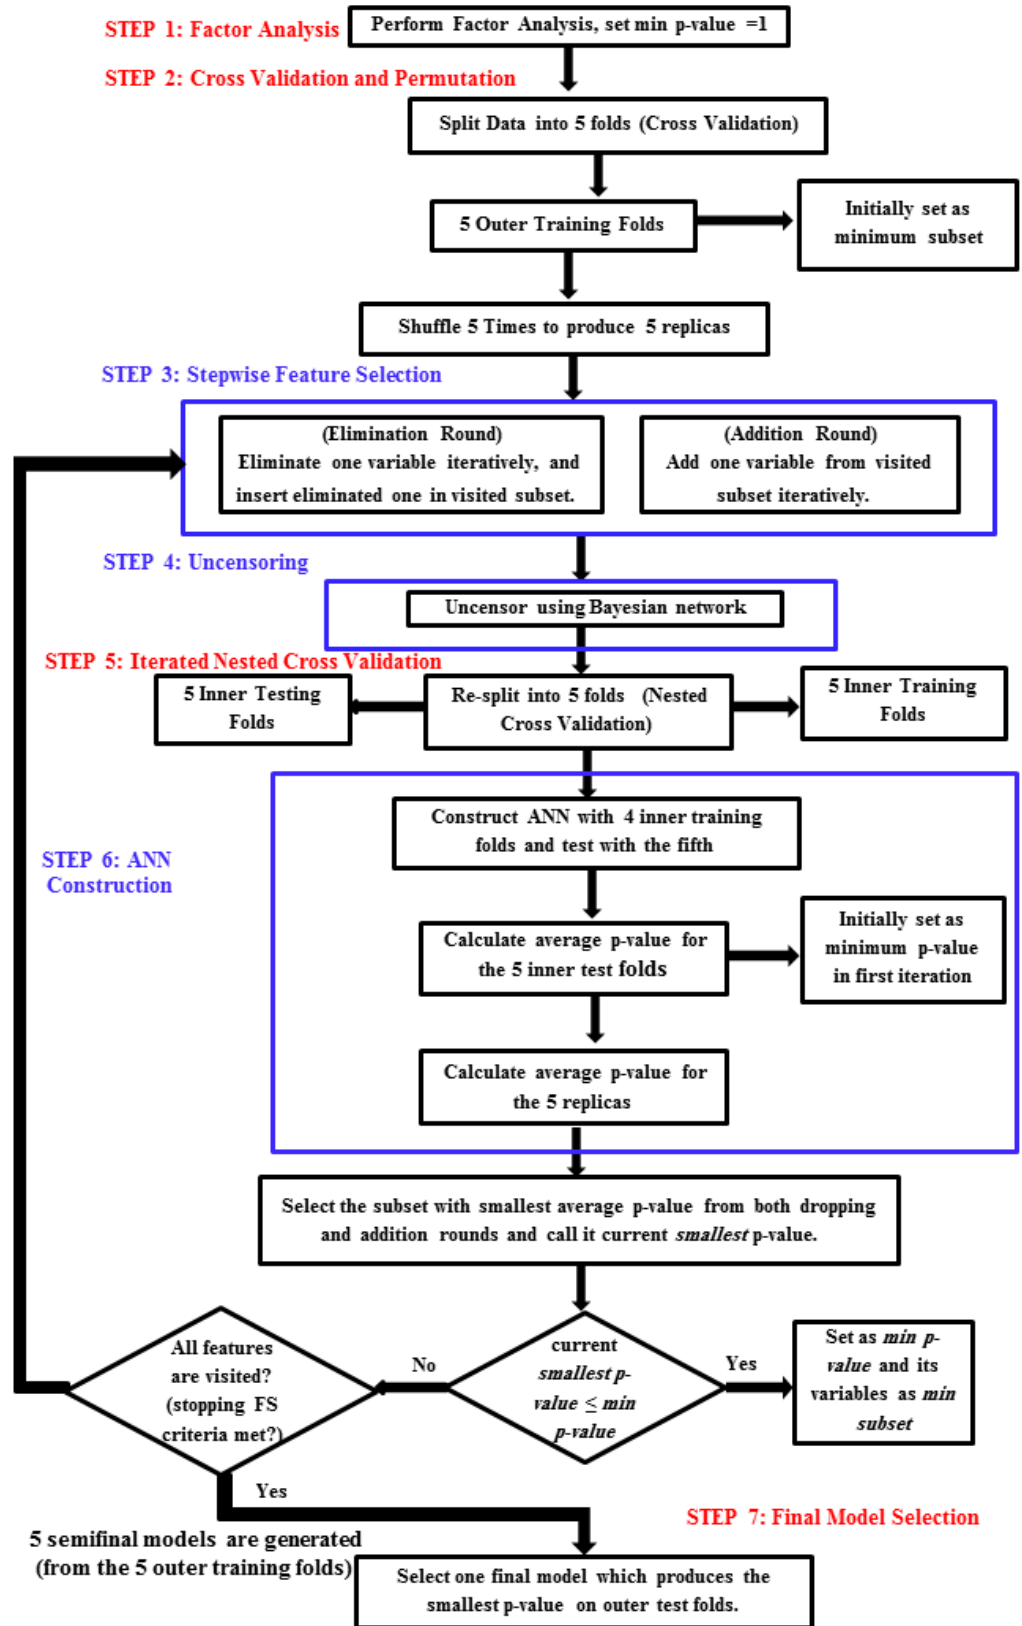 STEP 1: Factor Analysis
Perform Factor Analysis, set min p-value =1
STEP 2: Cross Validation and Permutation
Split Data into 5 folds (Cross Validation)
5 Outer Training Folds
Initially set as
minimum subset
Shuffle 5 Times to produce 5 replicas
STEP 3: Stepwise Feature Selection
(Elimination Round)
Eliminate one variable iteratively, and
insert eliminated one in visited subset.
(Addition Round)
Add one variable from visited
subset iteratively.
STEP 4: Uncensoring
Uncensor using Bayesian network
STEP 5: Iterated Nested Cross Validation
5 Inner Testing
Folds
Re-split into 5 folds (Nested
Cross Validation)
5 Inner Training
Folds
STEP 6: ANN
Construction
Construct ANN with 4 inner training
folds and test with the fifth
Calculate average p-value for
the 5 inner test folds
Initially set as
minimum p-value
in first iteration
Calculate average p-value for
the 5 replicas
Select the subset with smallest average p-value from both dropping
and addition rounds and call it current smallest p-value.
All features
are visited?
(stopping FS
criteria met?)
No
current
smallest p-
value ≤ min
p-value
Yes
Set as min p-
value and its
variables as min
subset
Yes
STEP 7: Final Model Selection
5 semifinal models are generated
(from the 5 outer training folds)
Select one final model which produces the
smallest p-value on outer test folds.